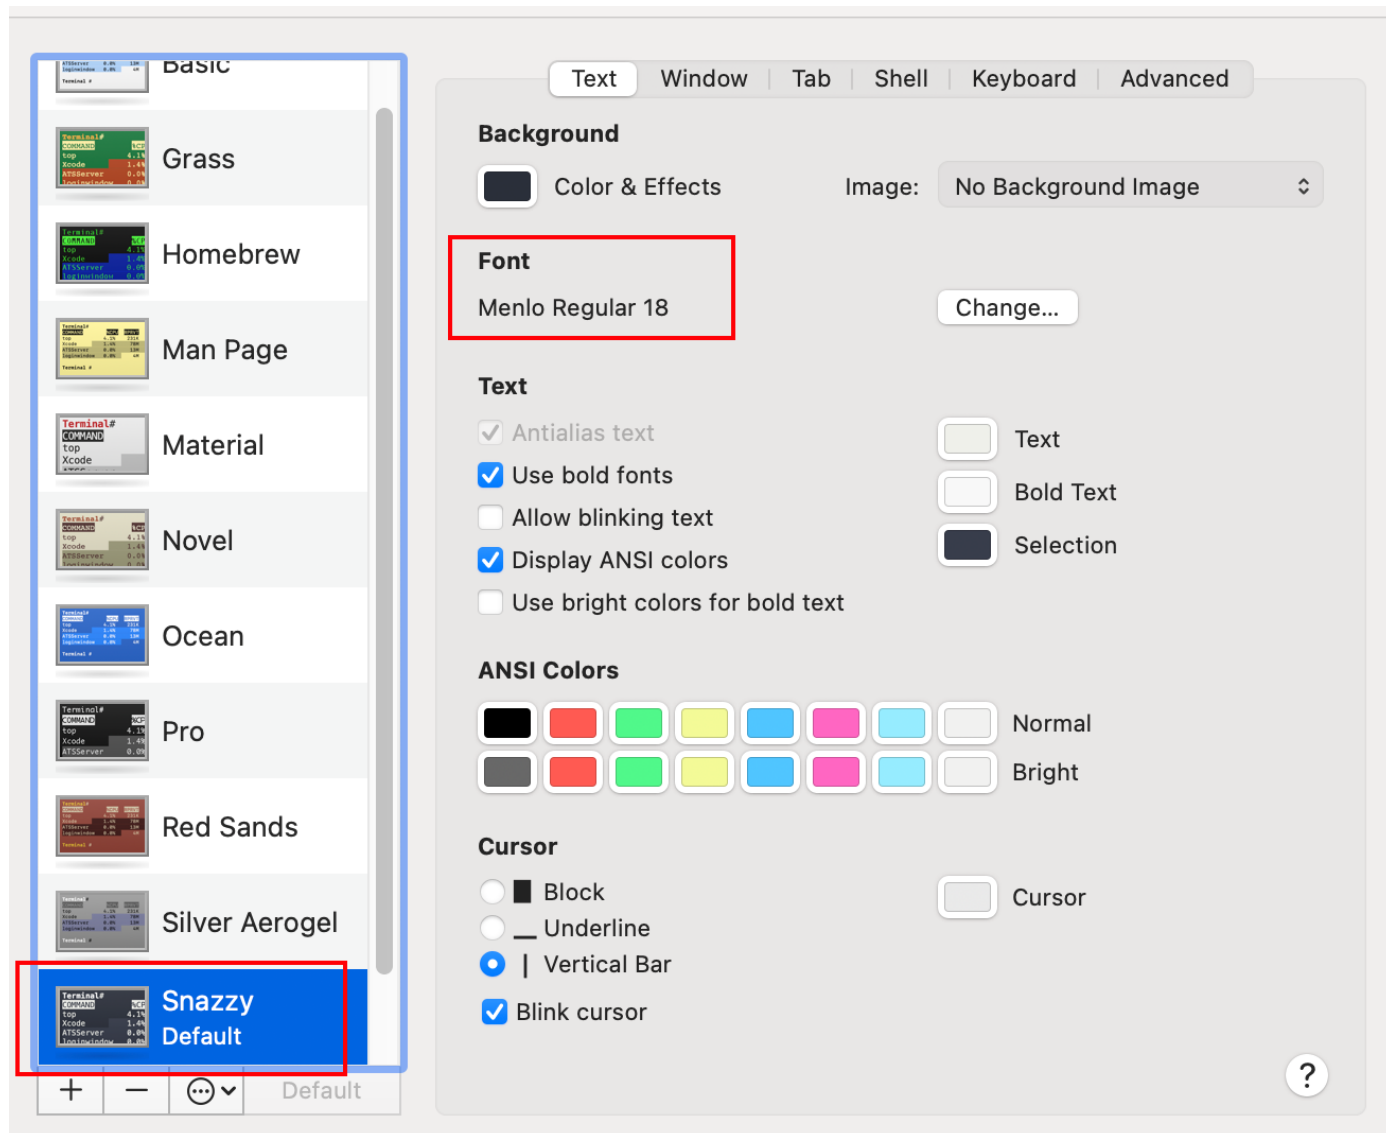 Basic
Grass
Homebrew
Man Page
Material
Novel
Ocean
Pro
Red Sands
Silver Aerogel
Snazzy
Default
Default
Text
Window
Tab
Shell
Keyboard
Advanced
Background
Color & Effects
Image:
No Background Image
Font
Menlo Regular 18
Change...
Text
Antialias text
Use bold fonts
Allow blinking text
Display ANSI colors
Use bright colors for bold text
Text
Bold Text
Selection
ANSI Colors
Normal
Bright
Cursor
Block
Underline
Vertical Bar
Blink cursor
Cursor
?